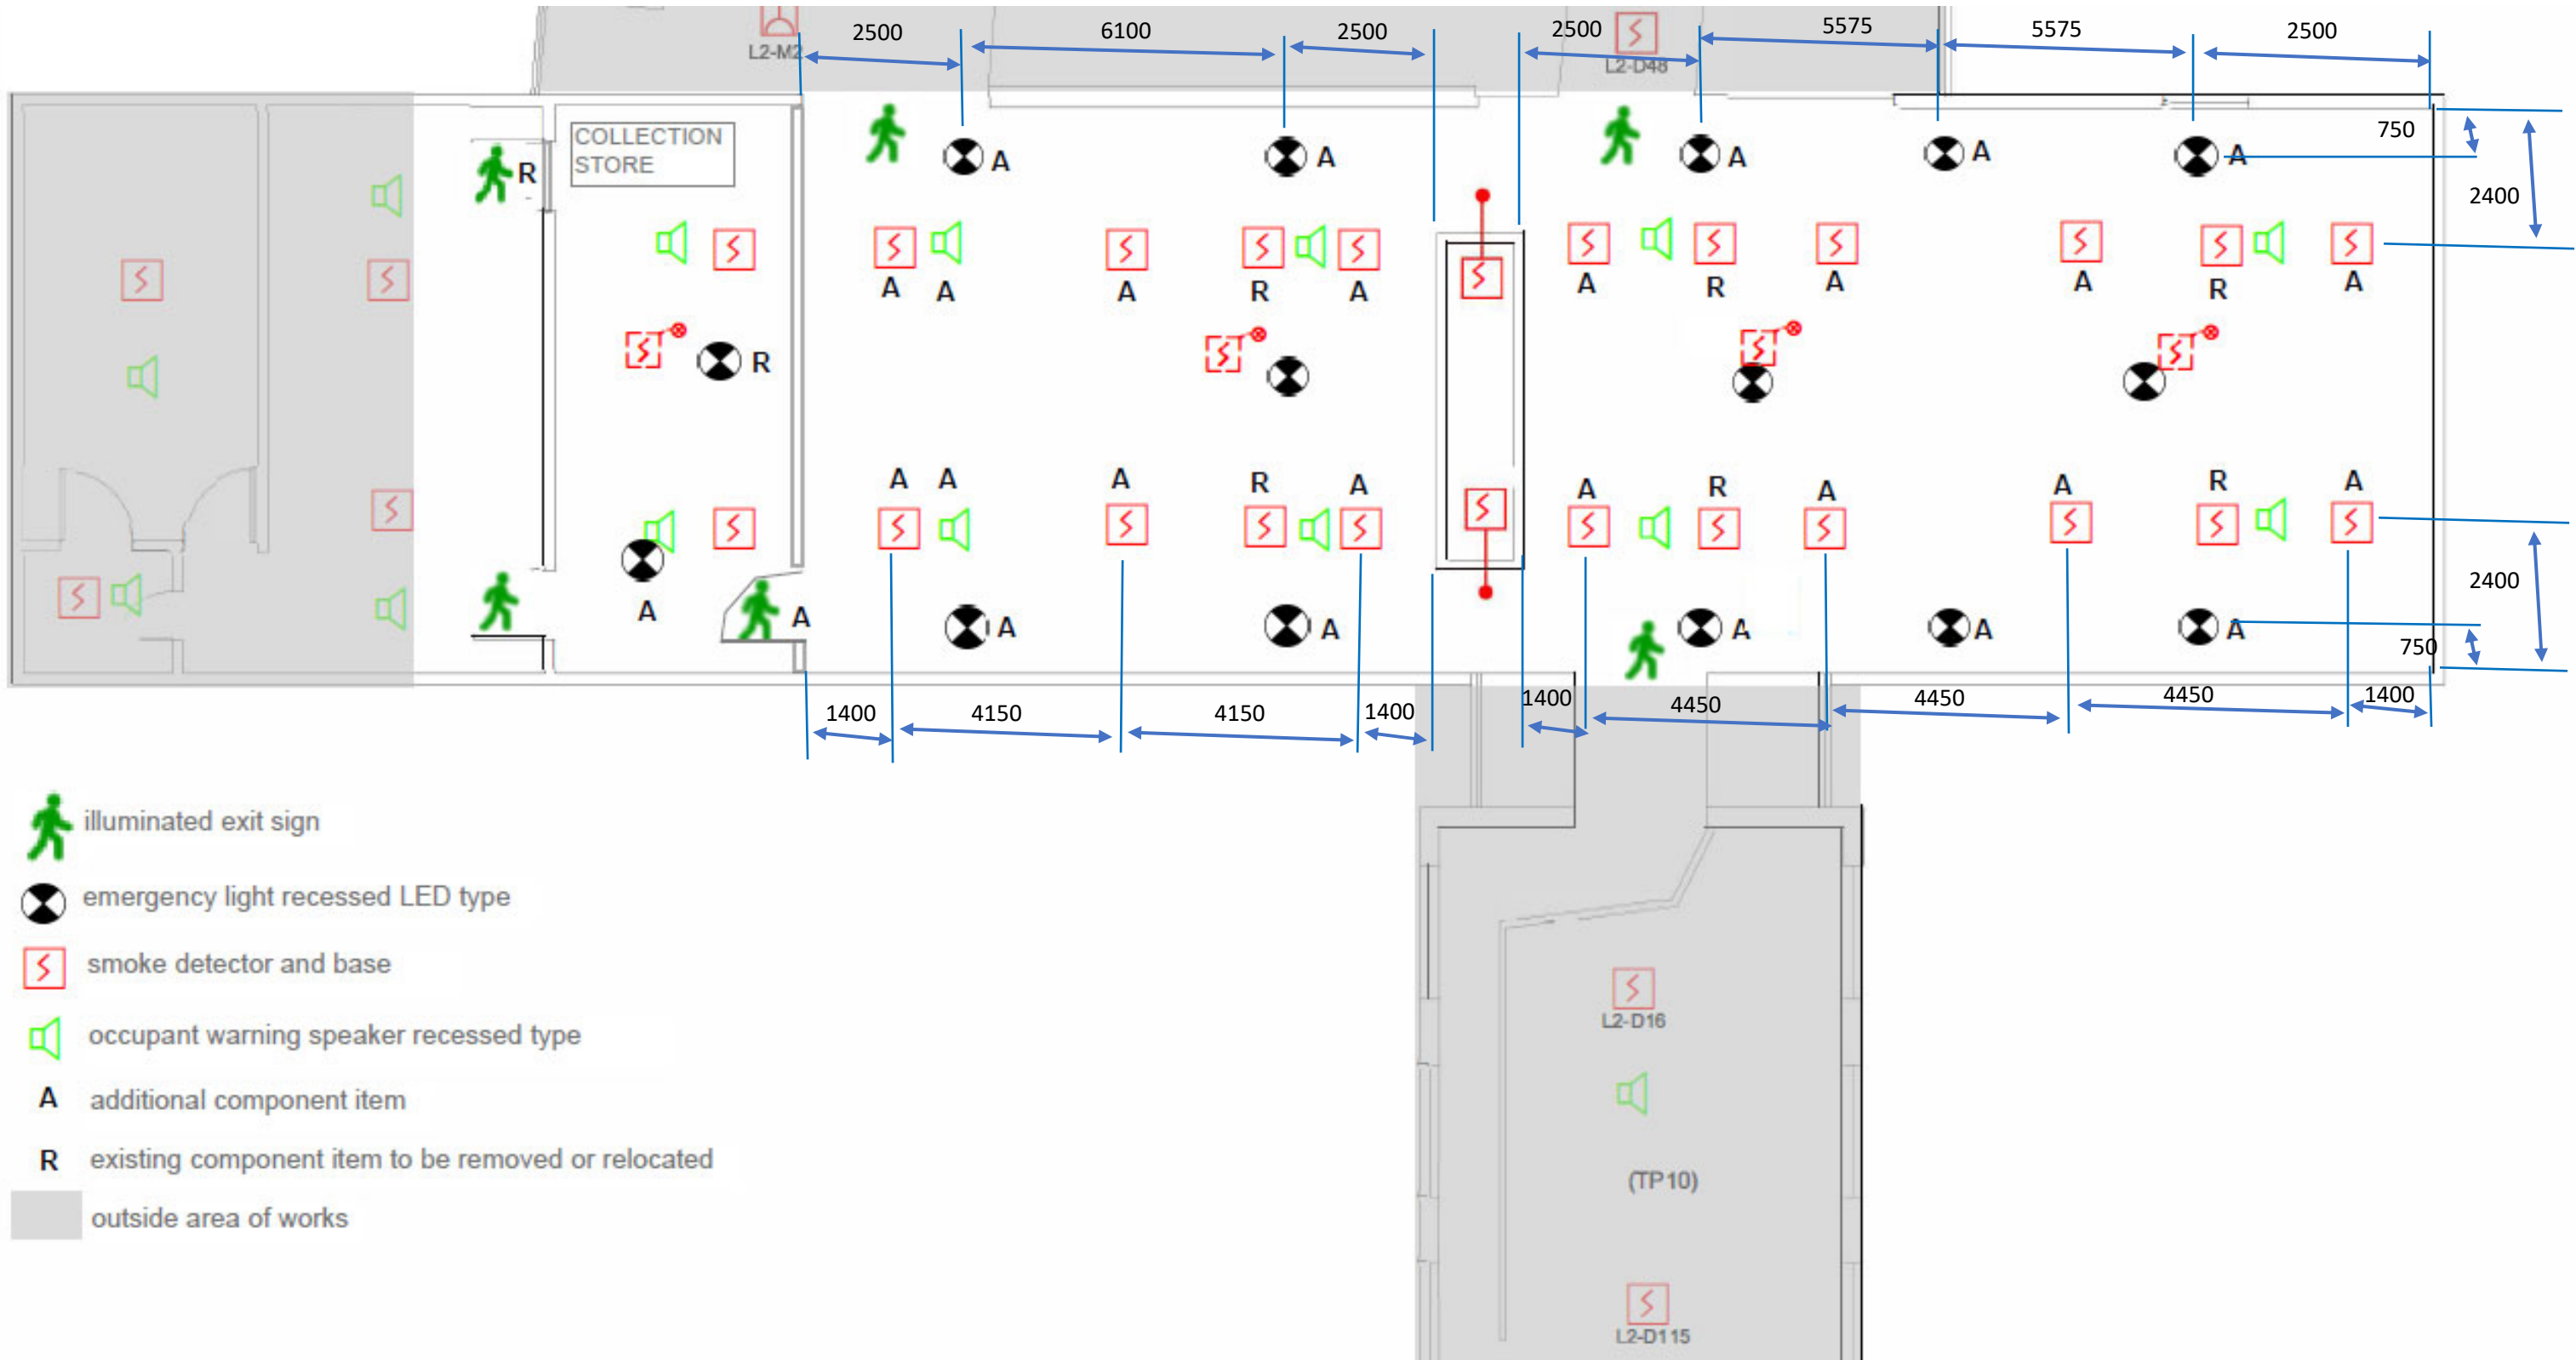 2500
6100
2500
2500
5575
5575
2500
L2-M2
L2-D48
750
2400
COLLECTION
STORE
R
A
A
A
A
A
A
A
A
R
A
A
R
A
A
R
A
R
A
A
A
R
A
A
R
A
A
R
A
A
A
A
A
A
A
A
2400
750
1400
4150
4150
1400
1400
4450
4450
4450
1400
illuminated exit sign
emergency light recessed LED type
smoke detector and base
occupant warning speaker recessed type
A additional component item
R existing component item to be removed or relocated
outside area of works
L2-D16
(TP10)
L2-D115